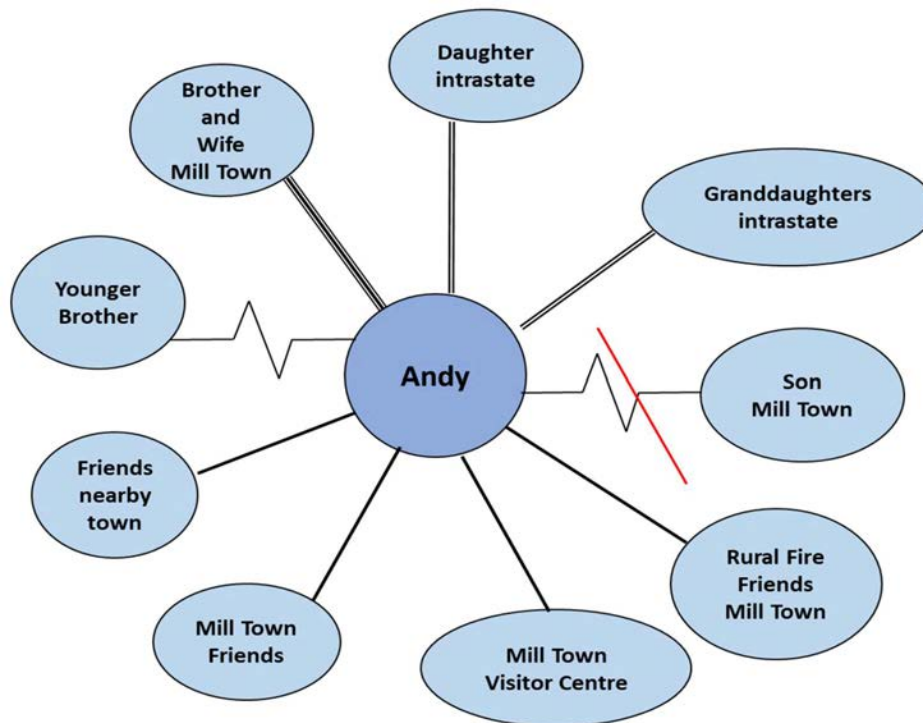 Daughter
intrastate
Brother
and
Wife
Mill Town
Granddaughters
intrastate
Younger
Brother
Andy
Son
Mill Town
Friends
nearby
town
Rural Fire
Friends
Mill Town
Mill Town
Friends
Mill Town
Visitor Centre